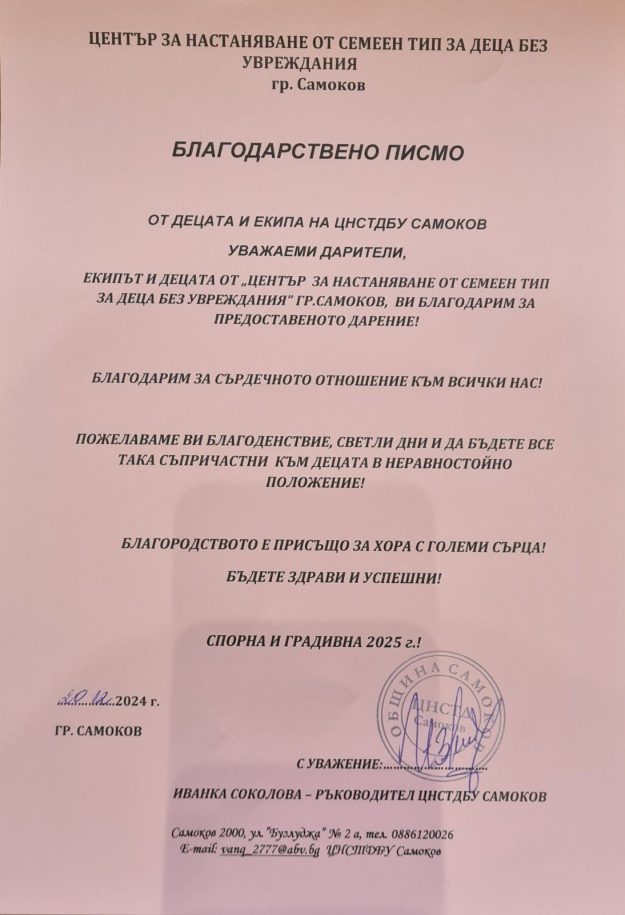 ЦЕНТЪР ЗА НАСТАНЯВАНЕ ОТ СЕМЕЕН ТИП ЗА ДЕЦА БЕЗ
УВРЕЖДАНИЯ
гр. Самоков
БЛАГОДАРСТВЕНО ПИСМО
ОТ ДЕЦАТА И ЕКИПА НА ЦНСТДБУ САМОКОВ
УВАЖАЕМИ ДАРИТЕЛИ,
ЕКИПЪТ И ДЕЦАТА ОТ „ЦЕНТЪР ЗА НАСТАНЯВАНЕ ОТ СЕМЕЕН ТИП
ЗА ДЕЦА БЕЗ УВРЕЖДАНИЯ" ГР.САМОКОВ, ВИ БЛАГОДАРИМ ЗА
ПРЕДОСТАВЕНОТО ДАРЕНИЕ!
БЛАГОДАРИМ ЗА СЪРДЕЧНОТО ОТНОШЕНИЕ КЪМ ВСИЧКИ НАС!
ПОЖЕЛАВАМЕ ВИ БЛАГОДЕНСТВИЕ, СВЕТЛИ ДНИ И ДА БЪДЕТЕ ВСЕ
ТАКА СЪПРИЧАСТНИ КЪМ ДЕЦАТА В НЕРАВНОСТОЙНО
ПОЛОЖЕНИЕ!
БЛАГОРОДСТВОТО Е ПРИСЪЩО ЗА ХОРА С ГОЛЕМИ СЪРЦА!
БЪДЕТЕ ЗДРАВИ И УСПЕШНИ!
СПОРНА И ГРАДИВНА 2025 г.!
20.12.2024 г.
ГР. САМОКОВ
ОБЩИНА САМОКОВ
ЦНСТД
Самоков
С УВАЖЕНИЕ:........................
ИВАНКА СОКОЛОВА – РЪКОВОДИТЕЛ ЦНСТДБУ САМОКОВ
Самоков 2000, ул. "Бузлуджа" № 2 а, тел. 0886120026
E-mail: vanq_2777@abv.bg ЦНСТДБУ Самоков